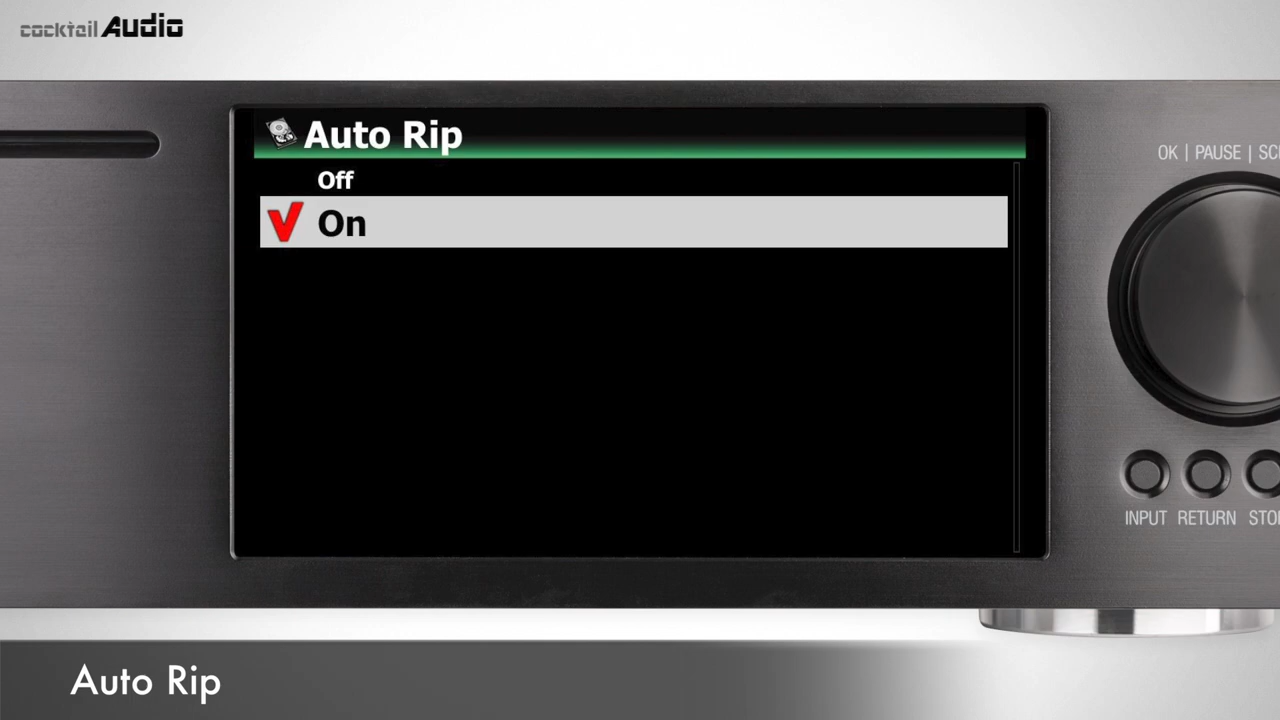 cocktail Audio
Auto Rip
Off
On
OK | PAUSE | SC
INPUT RETURN STO
Auto Rip